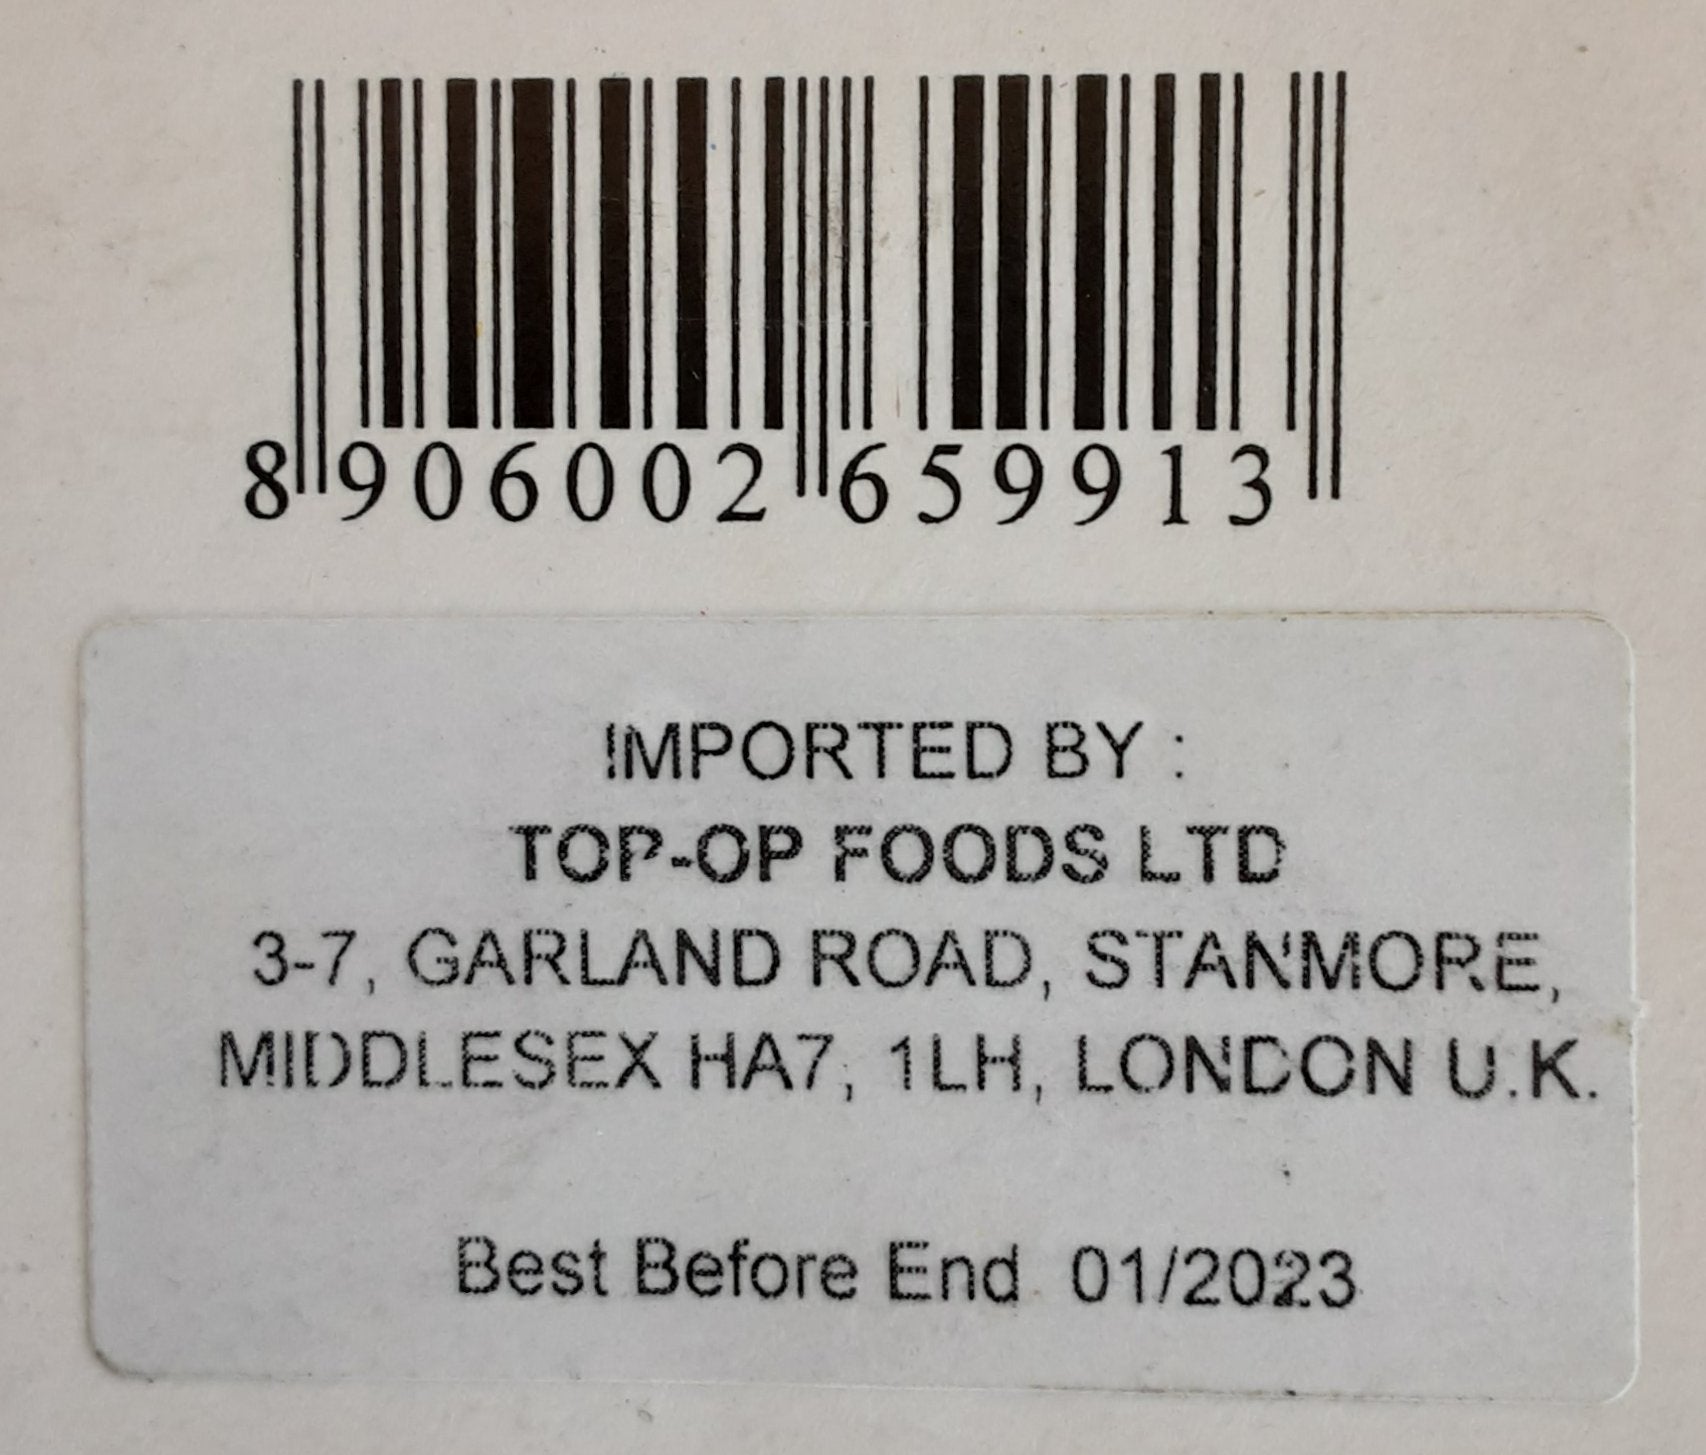 8906002659913
IMPORTED BY :
TOP-OP FOODS LTD
3-7, GARLAND ROAD, STANMORE,
MIDDLESEX HA7, 1LH, LONDON U.K.
Best Before End 01/2023